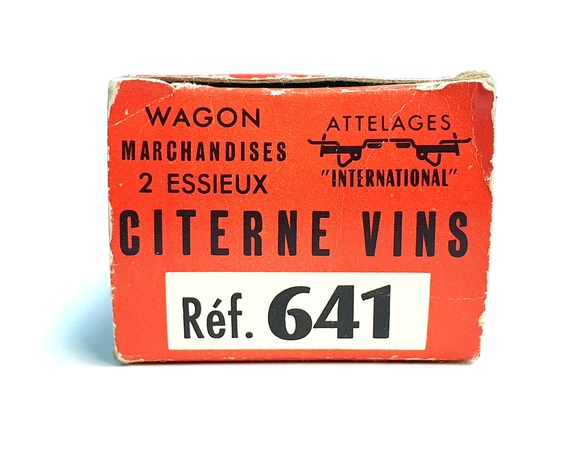 WAGON
MARCHANDISES
2 ESSIEUX
ATTELAGES
"INTERNATIONAL"
CITERNE VINS
Réf. 641